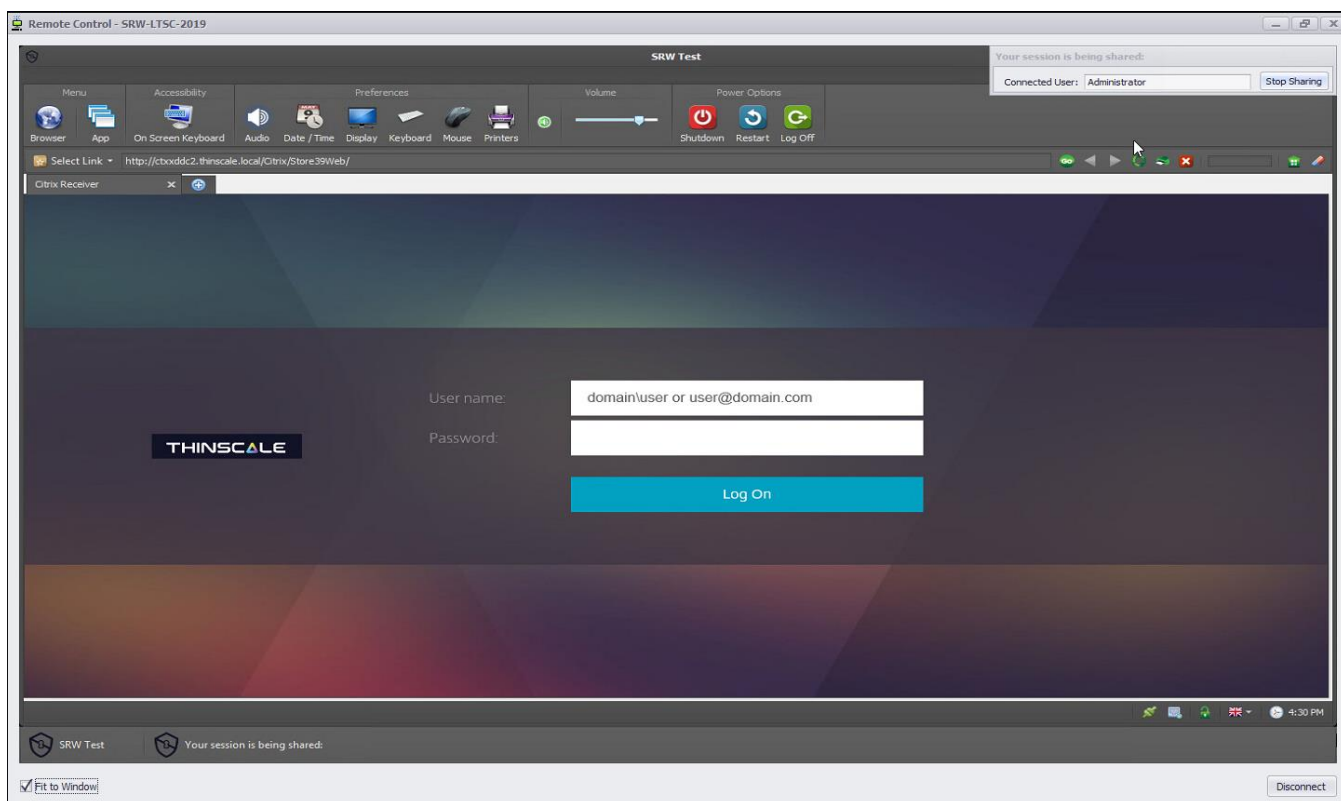 Remote Control - SRW-LTSC-2019
SRW Test
Your session is being shared:
Connected User: Administrator
Stop Sharing
Menu
Accessibility
Preferences
Volume
Power Options
Browser
App
On Screen Keyboard
Audio
Date / Time
Display
Keyboard
Mouse
Printers
Shutdown
Restart
Log Off
Select Link
http://ctxxddc2.thinscale.local/Citrix/Store39Web/
GO
Citrix Receiver
User name:
domain\user or user@domain.com
Password:
THINSCALE
Log On
4:30 PM
SRW Test
Your session is being shared:
Fit to Window
Disconnect